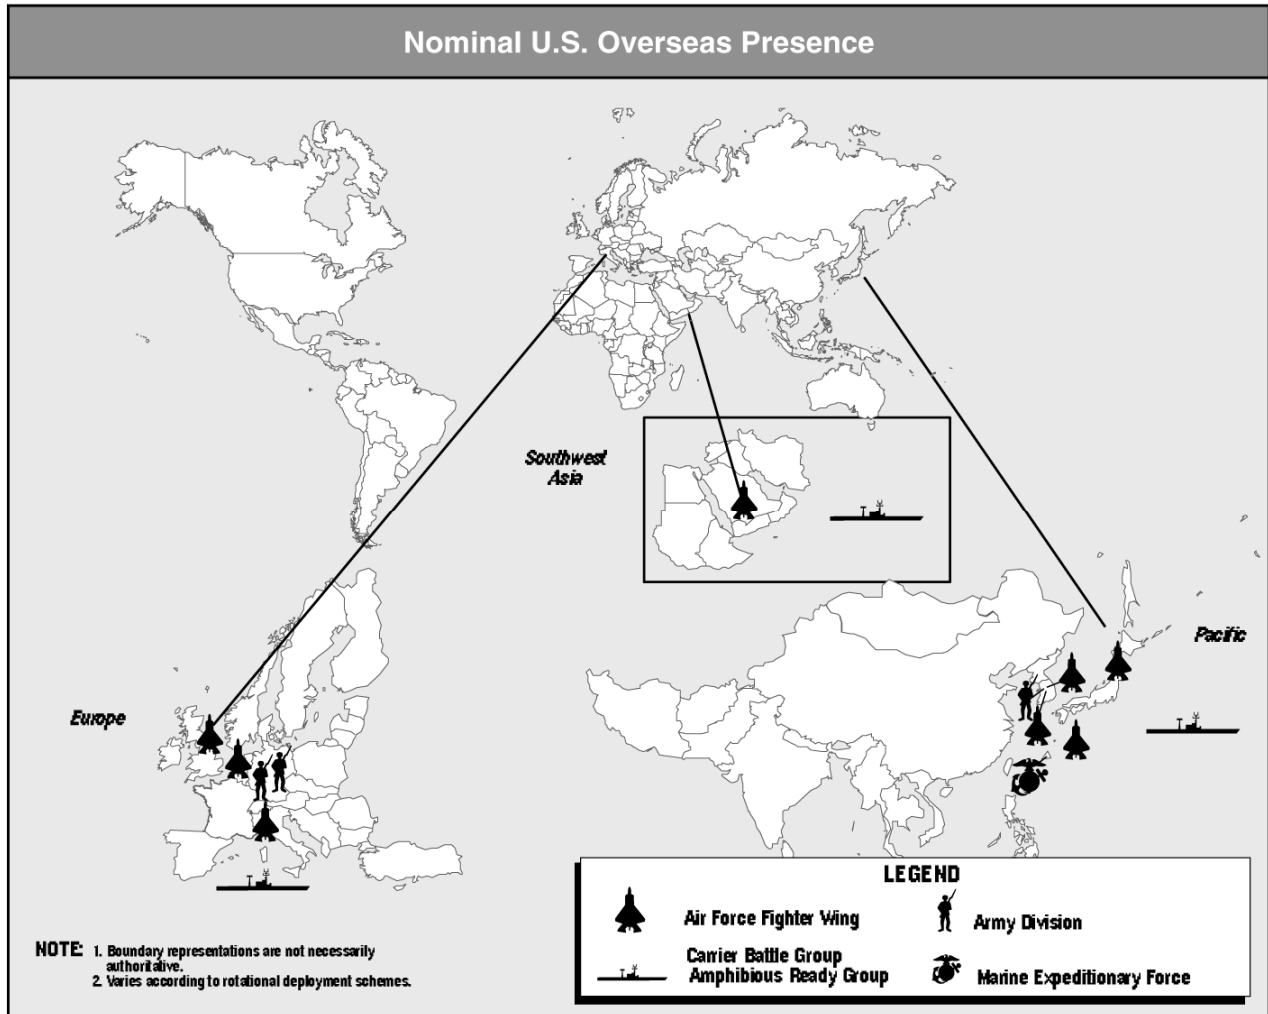 Nominal U.S. Overseas Presence
Southwest
Asia
Pacific
Europe
LEGEND
Air Force Fighter Wing
Army Division
Carrier Battle Group
Amphibious Ready Group
Marine Expeditionary Force
NOTE: 1. Boundary representations are not necessarily
authoritative.
2. Varies according to rotational deployment schemes.